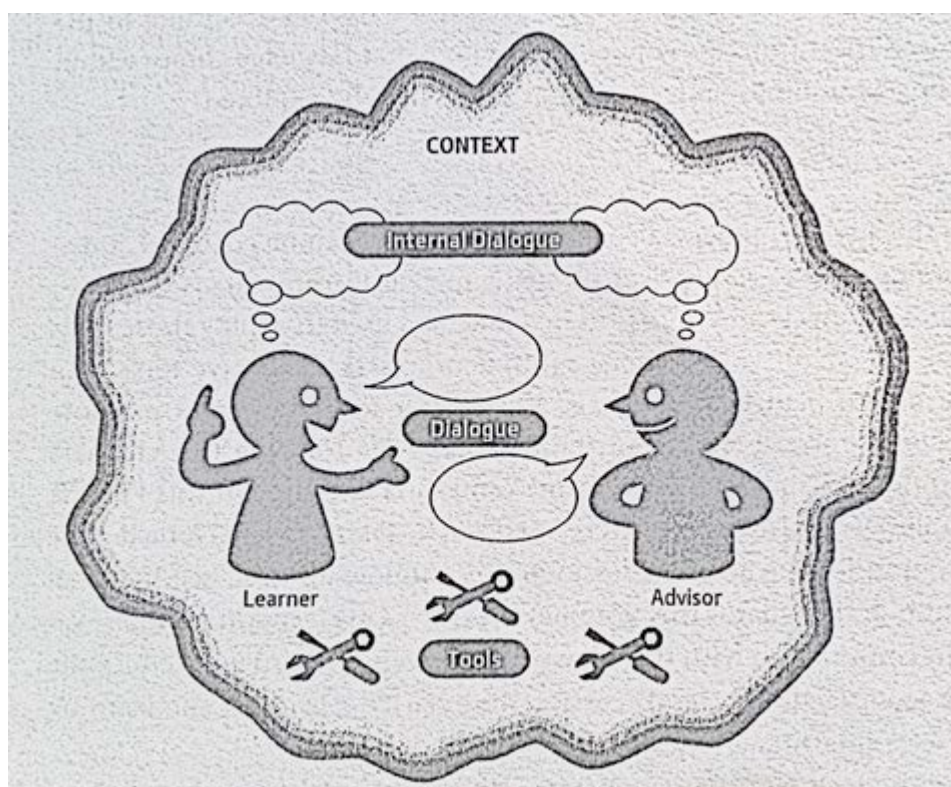 CONTEXT
Internal Dialogue
Dialogue
Learner
Advisor
Tools